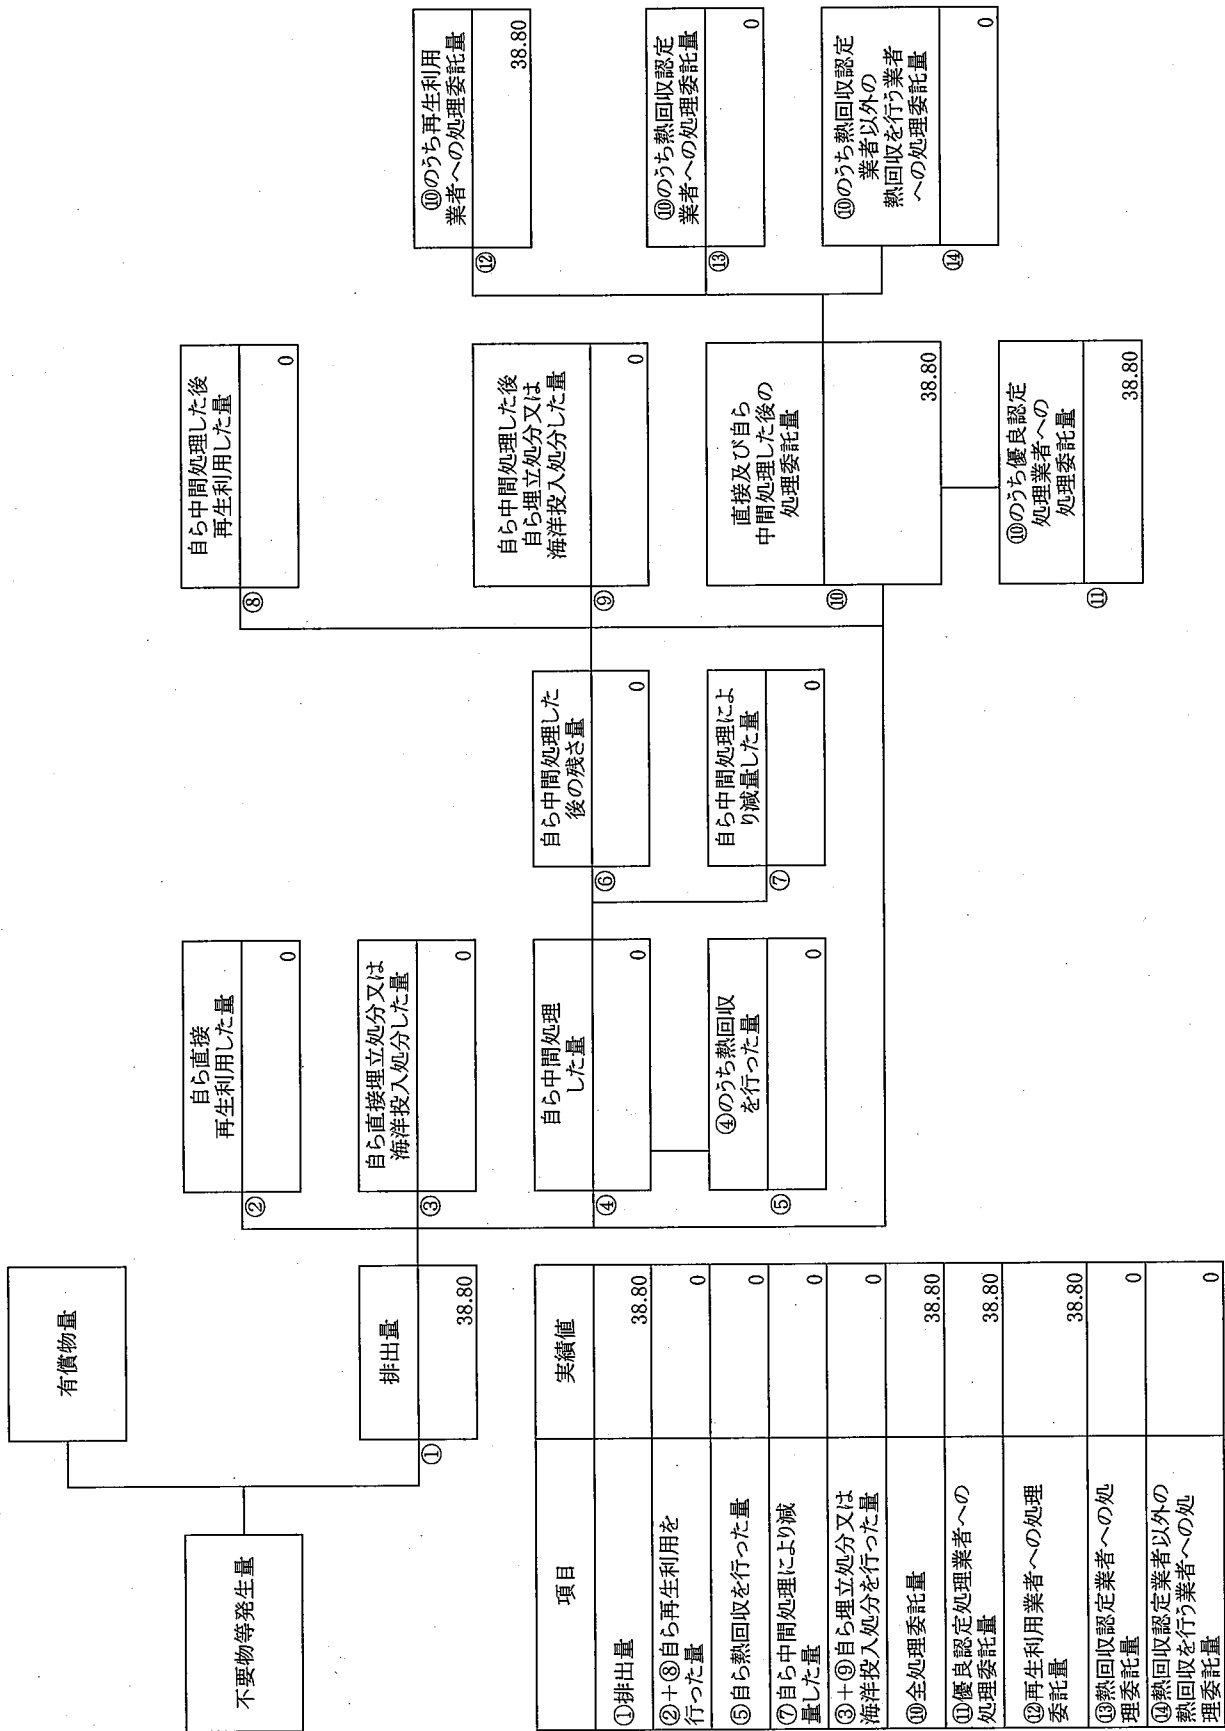 不要物等発生量
有償物量
排出量
①
38.80
自ら直接
再生利用した量
②
0
自ら直接埋立処分又は
海洋投入処分した量
③
0
自ら中間処理
した量
④
0
④のうち熱回収
を行った量
⑤
0
自ら中間処理した
後の残さ量
⑥
0
自ら中間処理によ
り減量した量
⑦
0
自ら中間処理した後
再生利用した量
⑧
0
自ら中間処理した後
自ら埋立処分又は
海洋投入処分した量
⑨
0
直接及び自ら
中間処理した後の
処理委託量
⑩
38.80
⑩のうち優良認定
処理業者への
処理委託量
⑪
38.80
⑩のうち再生利用
業者への処理委託量
⑫
38.80
⑩のうち熱回収認定
業者への処理委託量
⑬
0
⑩のうち熱回収認定
業者以外の
熱回収を行う業者
への処理委託量
⑭
0
項目 実績値
①排出量 38.80
②+⑧自ら再生利用を
行った量 0
⑤自ら熱回収を行った量 0
⑦自ら中間処理により減
量した量 0
③+⑨自ら埋立処分又は
海洋投入処分を行った量 0
⑩全処理委託量 38.80
⑪優良認定処理業者への
処理委託量 38.80
⑫再生利用業者への処理
委託量 38.80
⑬熱回収認定業者への処
理委託量 0
⑭熱回収認定業者以外の
熱回収を行う業者への処
理委託量 0